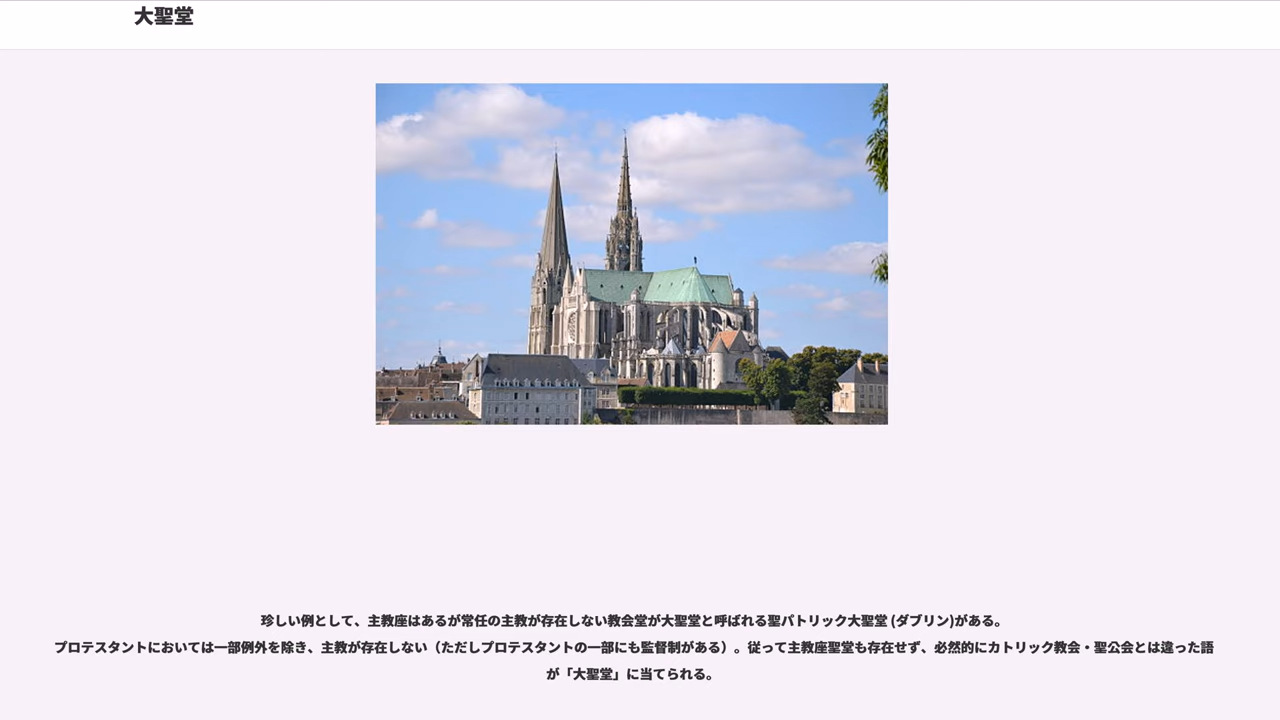 大聖堂
珍しい例として、主教座はあるが常任の主教が存在しない教会堂が大聖堂と呼ばれる聖パトリック大聖堂 (ダブリン)がある。
プロテスタントにおいては一部例外を除き、主教が存在しない（ただしプロテスタントの一部にも監督制がある）。従って主教座聖堂も存在せず、必然的にカトリック教会・聖公会とは違った語
が「大聖堂」に当てられる。